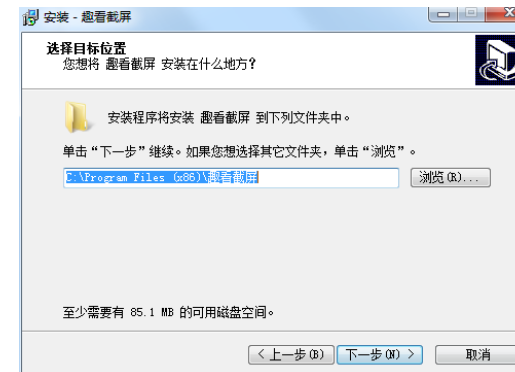 安装 - 趣看截屏
选择目标位置
您想将 趣看截屏 安装在什么地方?
安装程序将安装 趣看截屏 到下列文件夹中。
单击“下一步”继续。如果您想选择其它文件夹，单击“浏览”。
C:\Program Files (x86)\趣看截屏
浏览(R)...
至少需要有 85.1 MB 的可用磁盘空间。
< 上一步(B) 下一步(N) > 取消